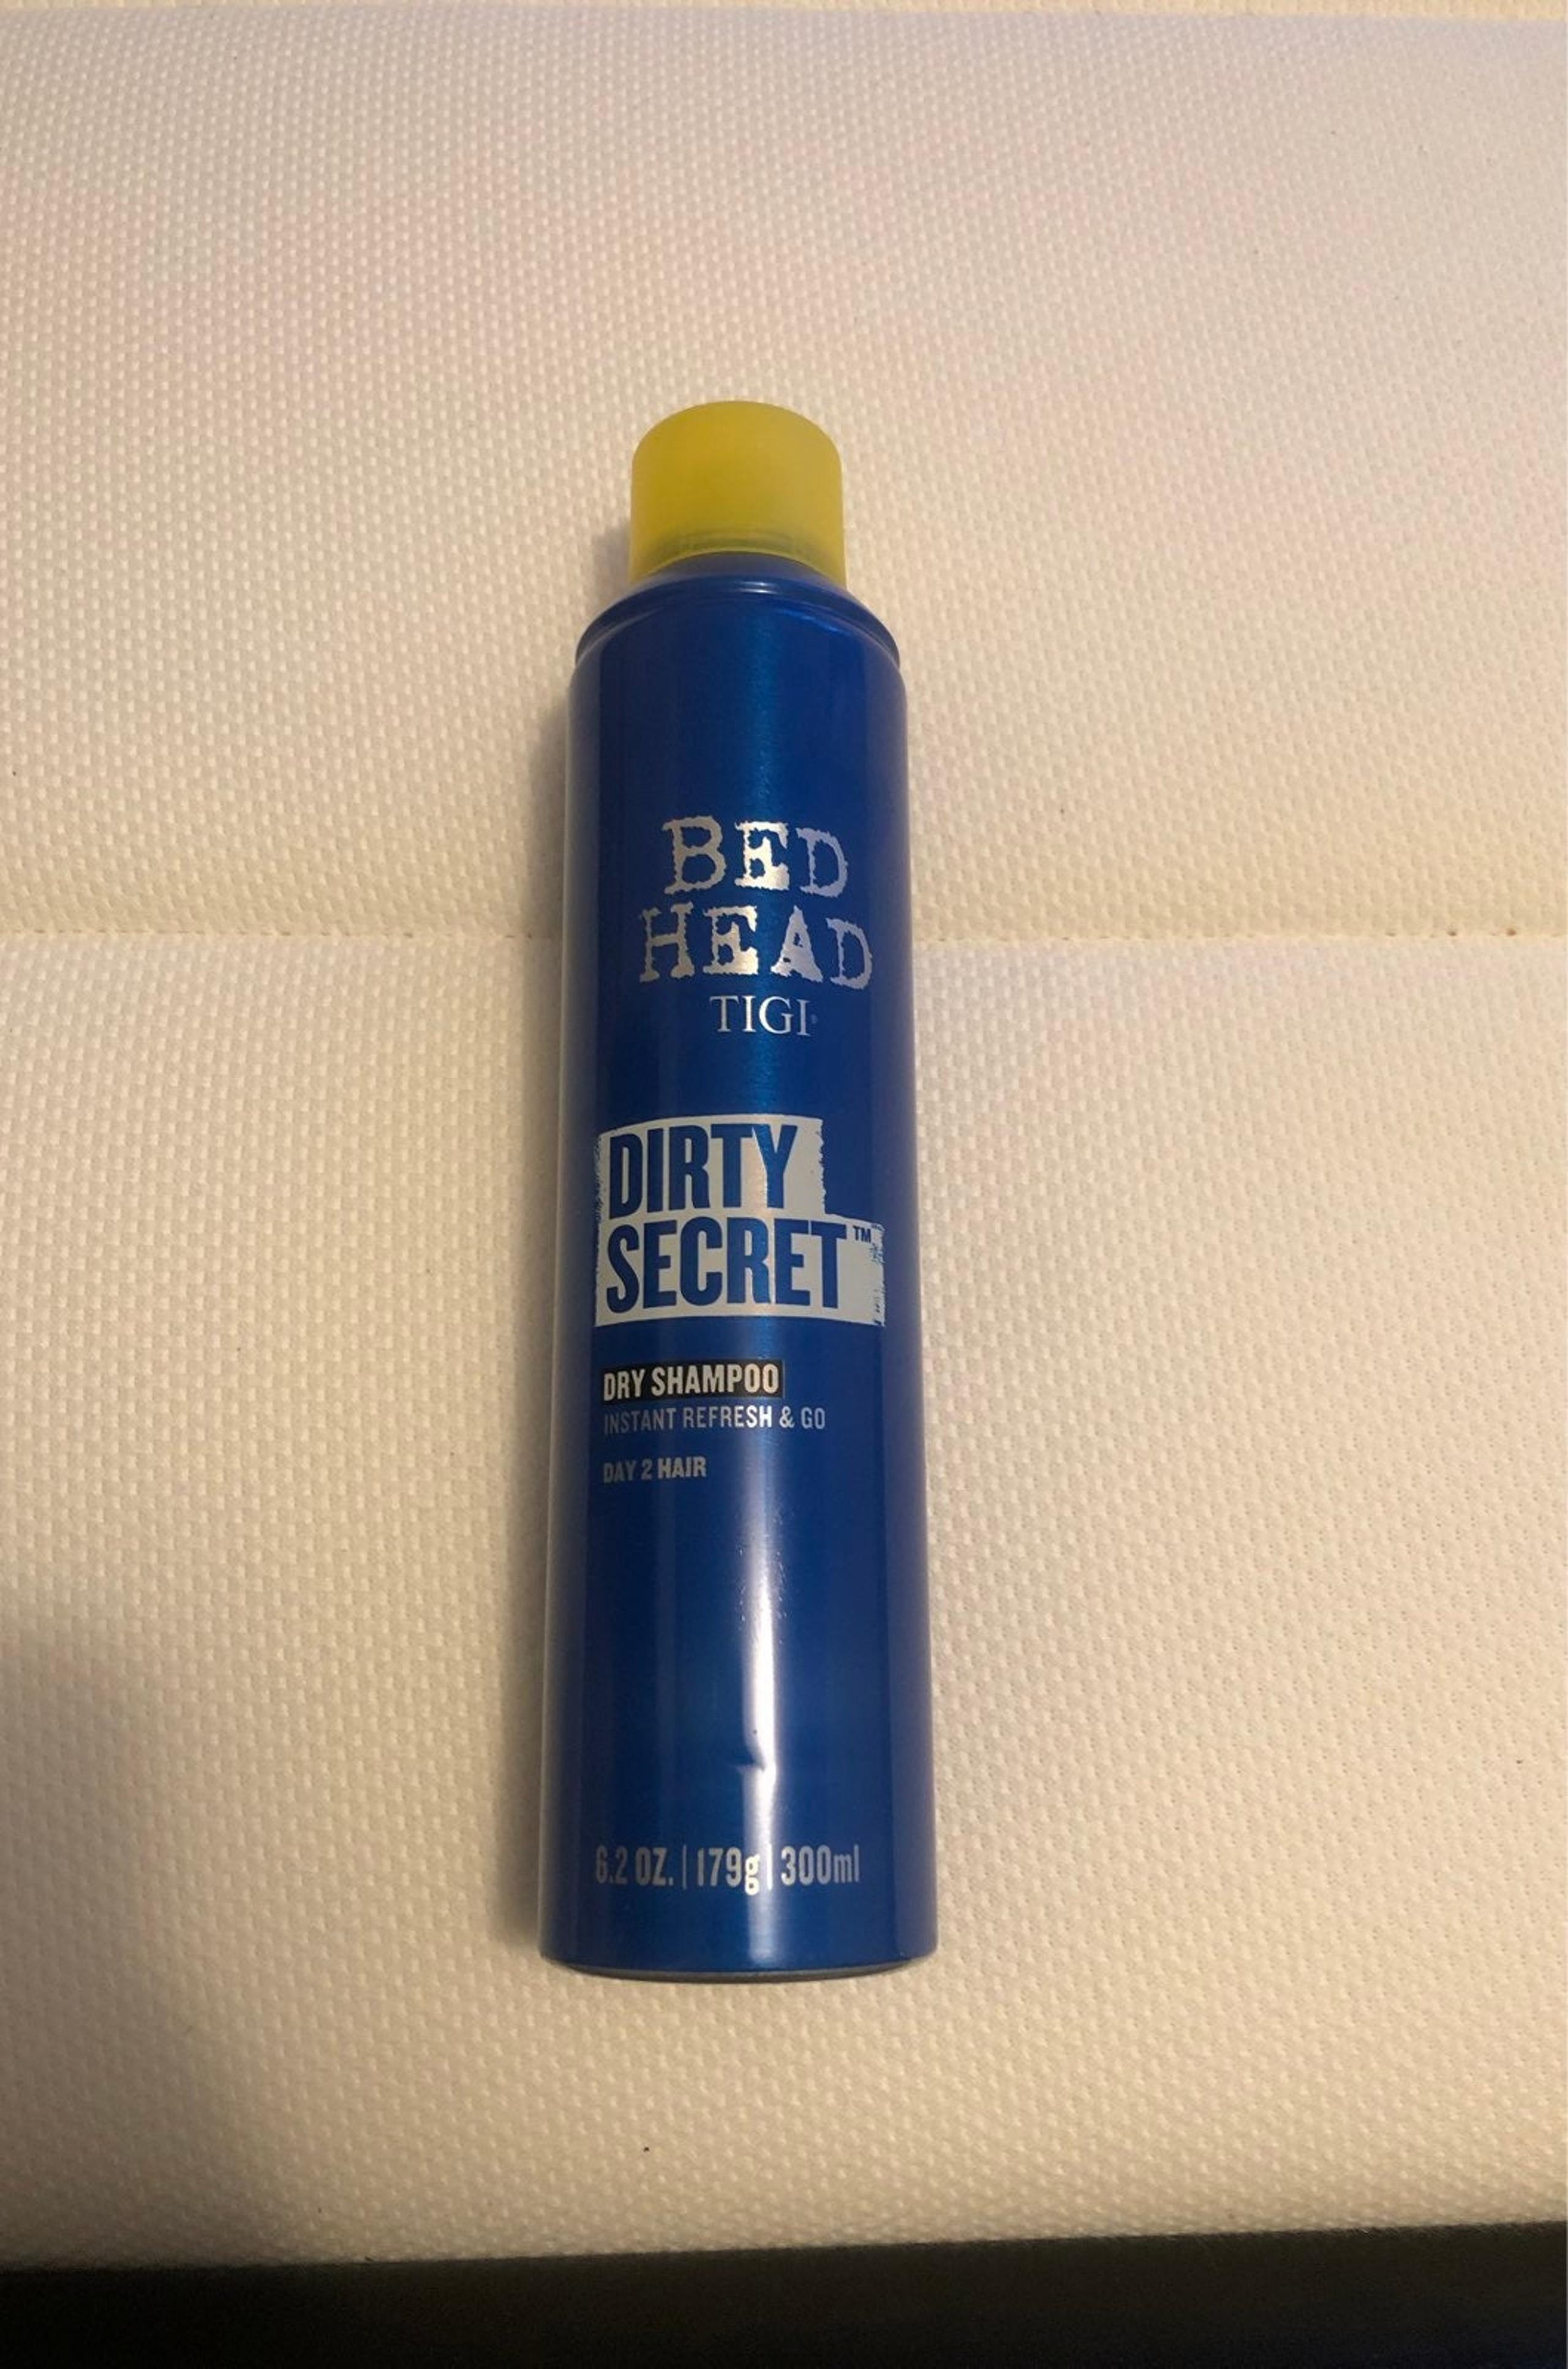 BED
HEAD
TIGI®
DIRTY
SECRET™
DRY SHAMPOO
INSTANT REFRESH & GO
DAY 2 HAIR
6.2 OZ. | 179g | 300ml